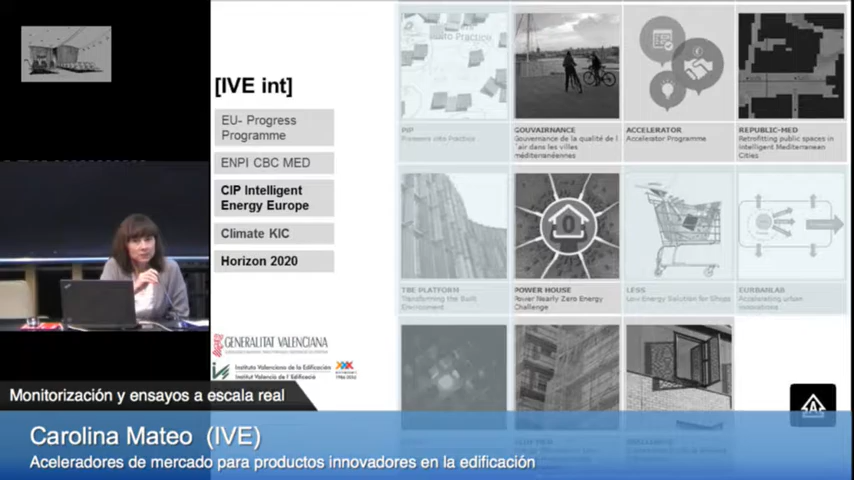 [IVE int]
EU- Progress
Programme
ENPI CBC MED
CIP Intelligent
Energy Europe
Climate KIC
Horizon 2020
GENERALITAT VALENCIANA
Instituto Valenciano de la Edificación
Institut Valencià de l'Edificació
PIP
Pioneers into Practice
GOUVAIRNANCE
Gouvernance de la qualité de l
'air dans les villes
méditerranéennes
ACCELERATOR
Accelerator Programme
REPUBLIC-MED
Retrofitting public spaces in
intelligent Mediterranean
Cities
TBE PLATFORM
Transforming the Built
Environment
POWER HOUSE
Power Nearly Zero Energy
Challenge
LESS
Low Energy Solution for Shops
EURBANLAB
Accelerating urban
innovations
Monitorización y ensayos a escala real
Carolina Mateo (IVE)
Aceleradores de mercado para productos innovadores en la edificación